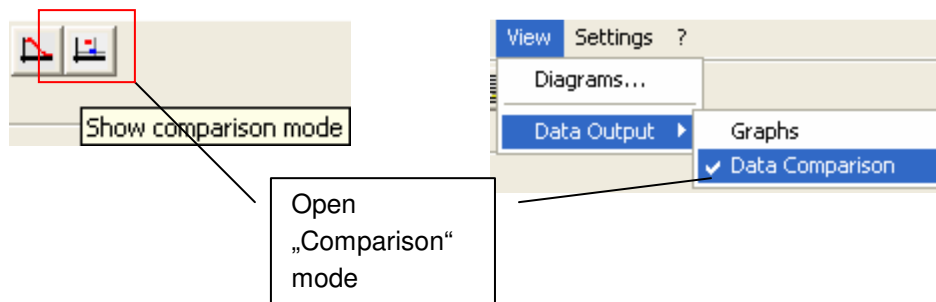 Show comparison mode
View Settings ?
Diagrams...
Data Output
Graphs
Data Comparison
Open
„Comparison“
mode